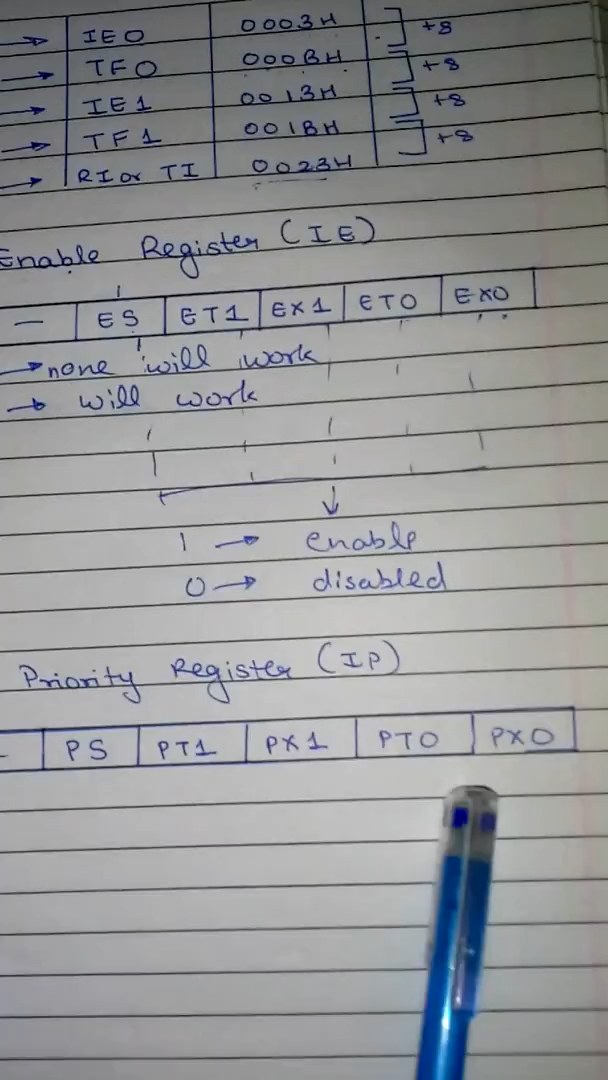 → IE0 0003H +8
→ TF0 000BH +8
→ IE1 0013H +8
→ TF1 001BH +8
→ RI or TI 0023H
Enable Register (IE)
— ES ET1 EX1 ET0 EX0
→ none will work
→ will work
1 → enable
0 → disabled
Priority Register (IP)
- PS PT1 PX1 PT0 PX0